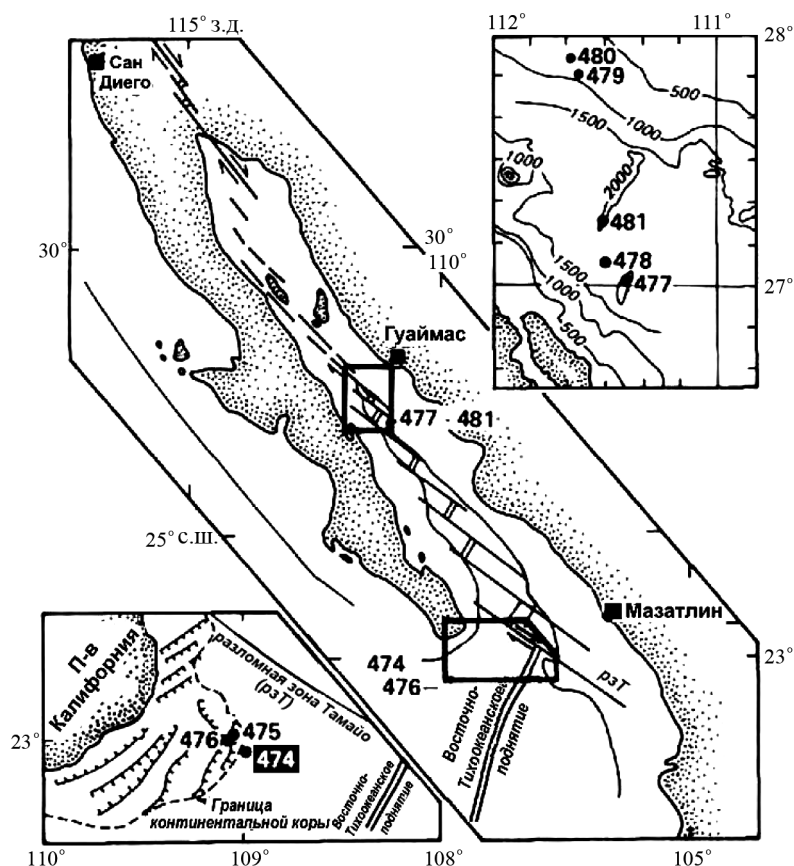 115° з.д.
112°
111°
28°
Сан
Диего
480
479
500
1000
1500
1000
2000
481
478
477
1500
1000
500
27°
30°
30°
110°
Гуаймас
477 481
25° с.ш.
Мазатлин
474
476
рзТ
23°
Восточно-
Тихоокеанское
поднятие
П-в
Калифорния
разломная зона Тамайо
(рзТ)
23°
476
475
474
Граница
континентальной коры
Восточно-
Тихоокеанское
поднятие
110°
109°
108°
105°